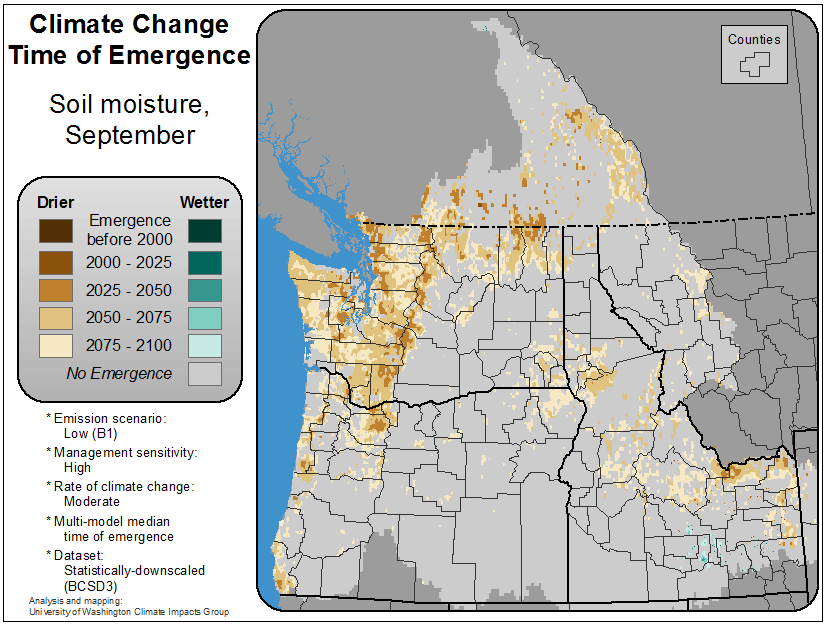 Climate Change
Time of Emergence
Soil moisture,
September
Drier
Wetter
Emergence
before 2000
2000 - 2025
2025 - 2050
2050 - 2075
2075 - 2100
No Emergence
* Emission scenario:
Low (B1)
* Management sensitivity:
High
* Rate of climate change:
Moderate
* Multi-model median
time of emergence
* Dataset:
Statistically-downscaled
(BCSD3)
Analysis and mapping:
University of Washington Climate Impacts Group
Counties